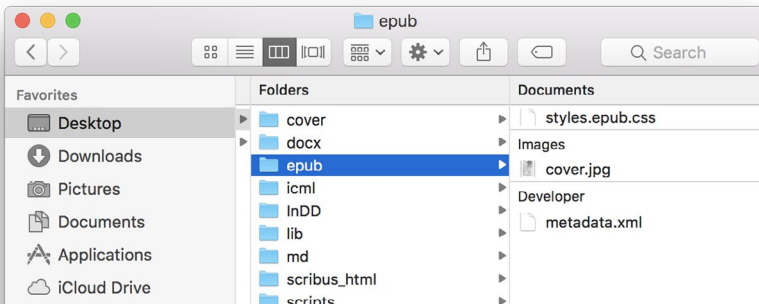 epub
Search
Favorites
Desktop
Downloads
Pictures
Documents
Applications
iCloud Drive
Folders
cover
docx
epub
icml
InDD
lib
md
scribus_html
scripts
Documents
styles.epub.css
Images
cover.jpg
Developer
metadata.xml